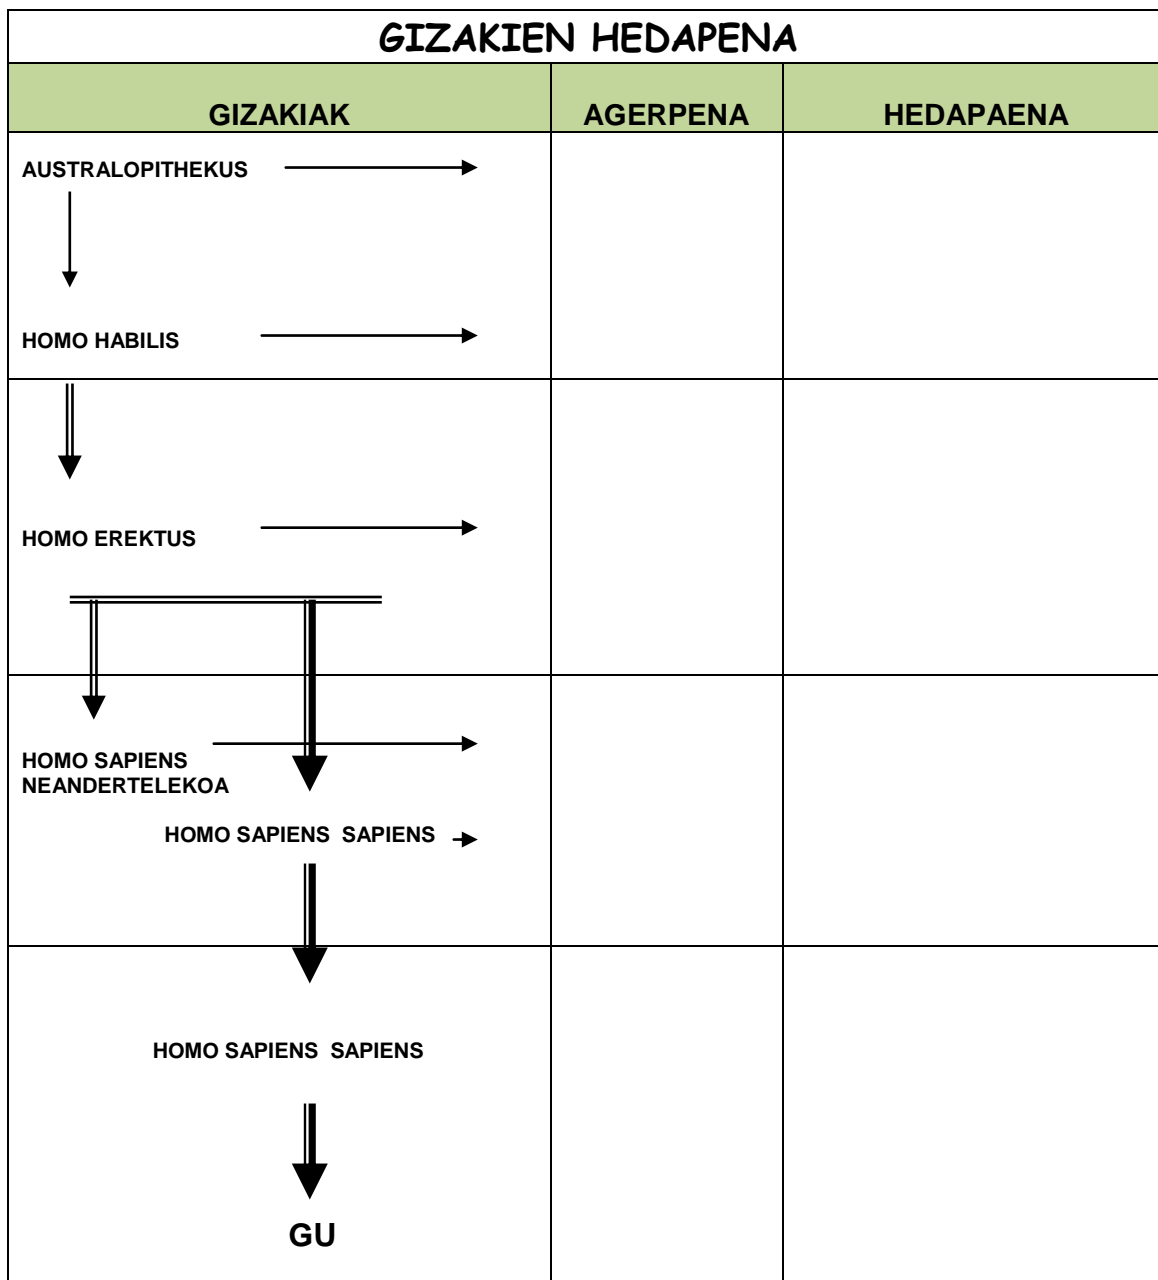 GIZAKIEN HEDAPENA
GIZAKIAK AGERPENA HEDAPAENA
AUSTRALOPITHEKUS
HOMO HABILIS
HOMO EREKTUS
HOMO SAPIENS
NEANDERTELEKOA
HOMO SAPIENS SAPIENS
HOMO SAPIENS SAPIENS
GU